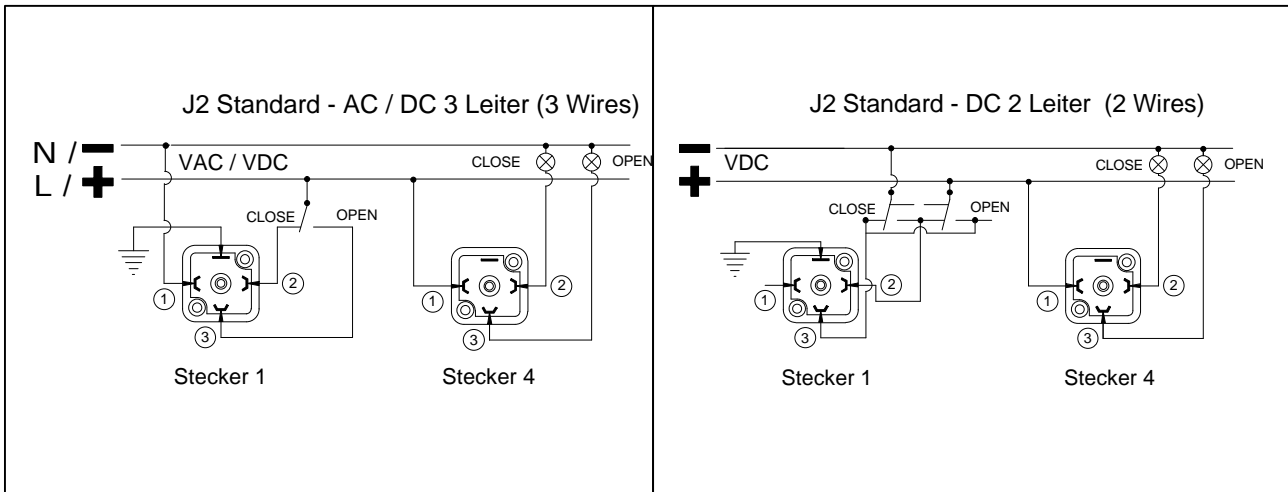 J2 Standard - AC / DC 3 Leiter (3 Wires)
N / −
VAC / VDC
CLOSE
OPEN
L / +
CLOSE
OPEN
1
2
3
1
2
3
Stecker 1
Stecker 4
J2 Standard - DC 2 Leiter (2 Wires)
−
VDC
CLOSE
OPEN
+
CLOSE
OPEN
1
2
3
1
2
3
Stecker 1
Stecker 4